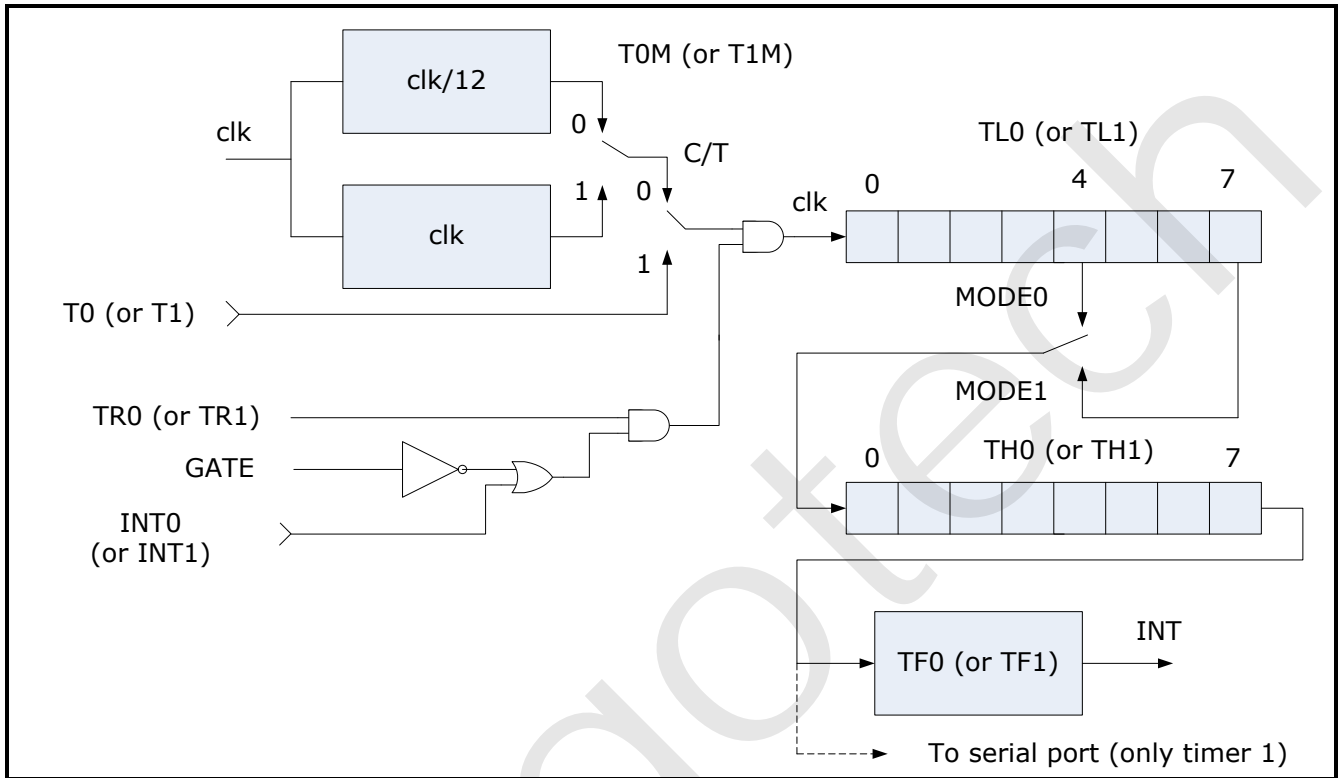 clk/12
T0M (or T1M)
0
clk
C/T
1
0
clk
1
T0 (or T1)
clk
TL0 (or TL1)
0
4
7
MODE0
MODE1
TR0 (or TR1)
GATE
INT0
(or INT1)
TH0 (or TH1)
0
7
TF0 (or TF1)
INT
To serial port (only timer 1)
gotech